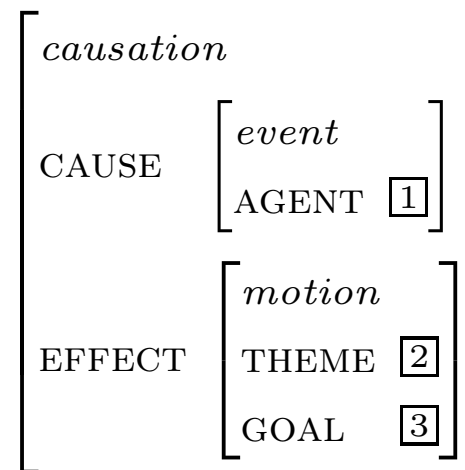 causation
event
CAUSE
AGENT 1
motion
EFFECT THEME 2
GOAL 3